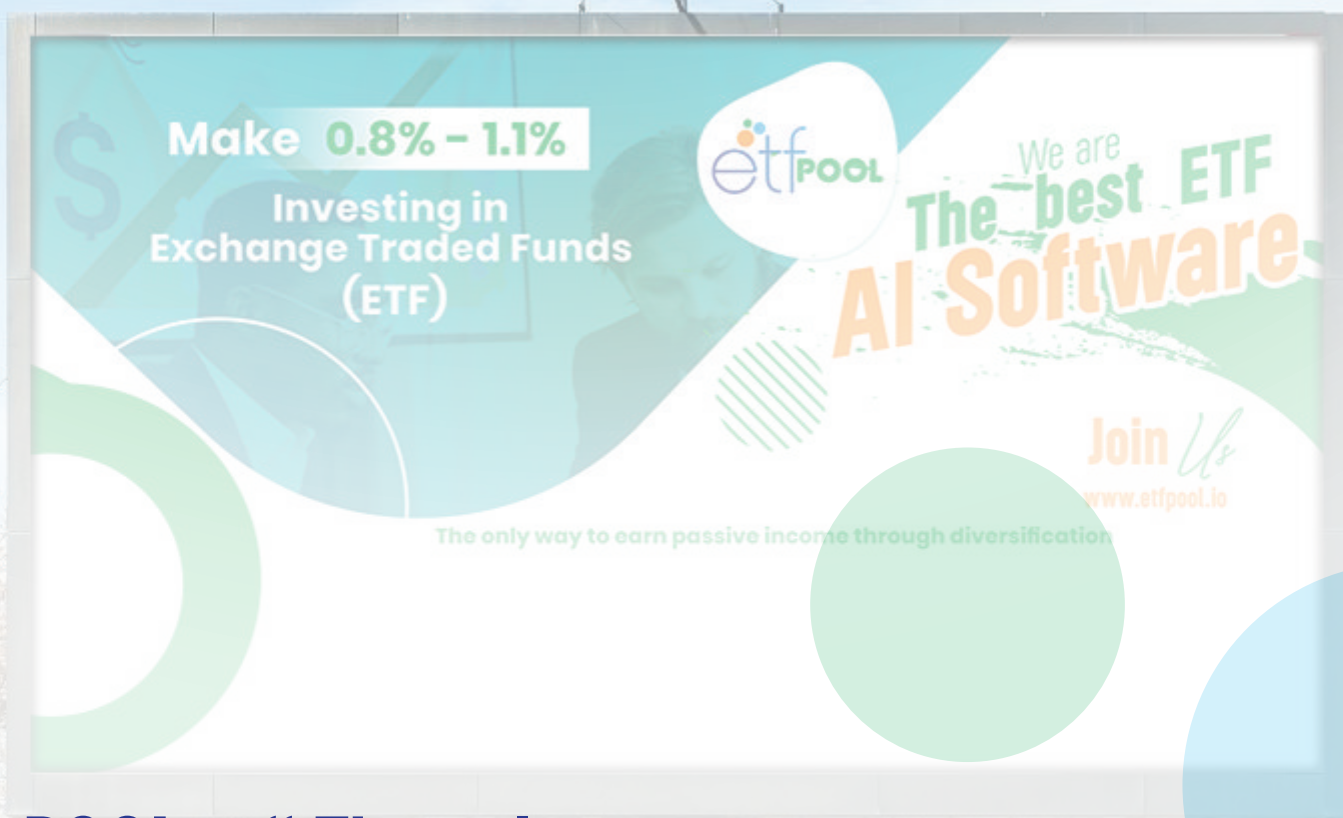 Make 0.8% – 1.1%
Investing in
Exchange Traded Funds
(ETF)
etfPOOL
We are
The best ETF
AI Software
Join Us
www.etfpool.io
The only way to earn passive income through diversification